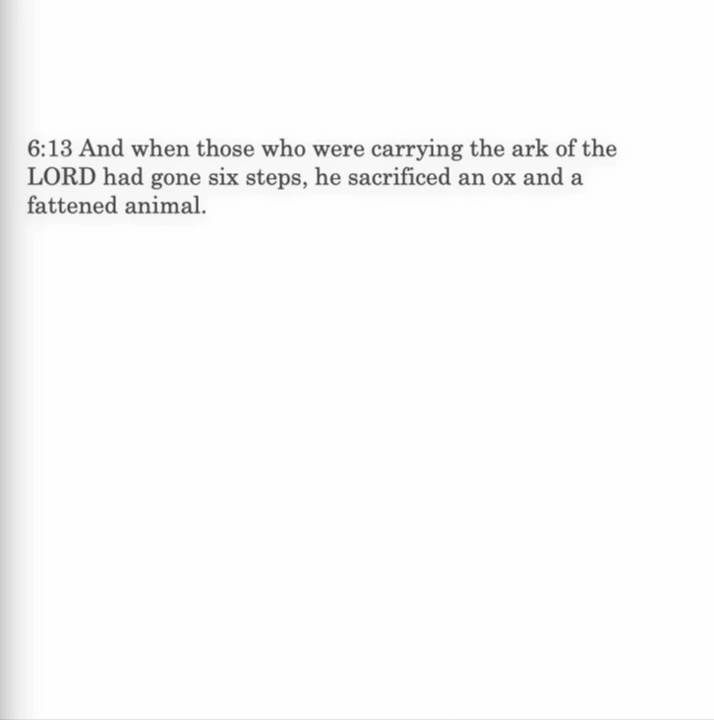 6:13 And when those who were carrying the ark of the
LORD had gone six steps, he sacrificed an ox and a
fattened animal.